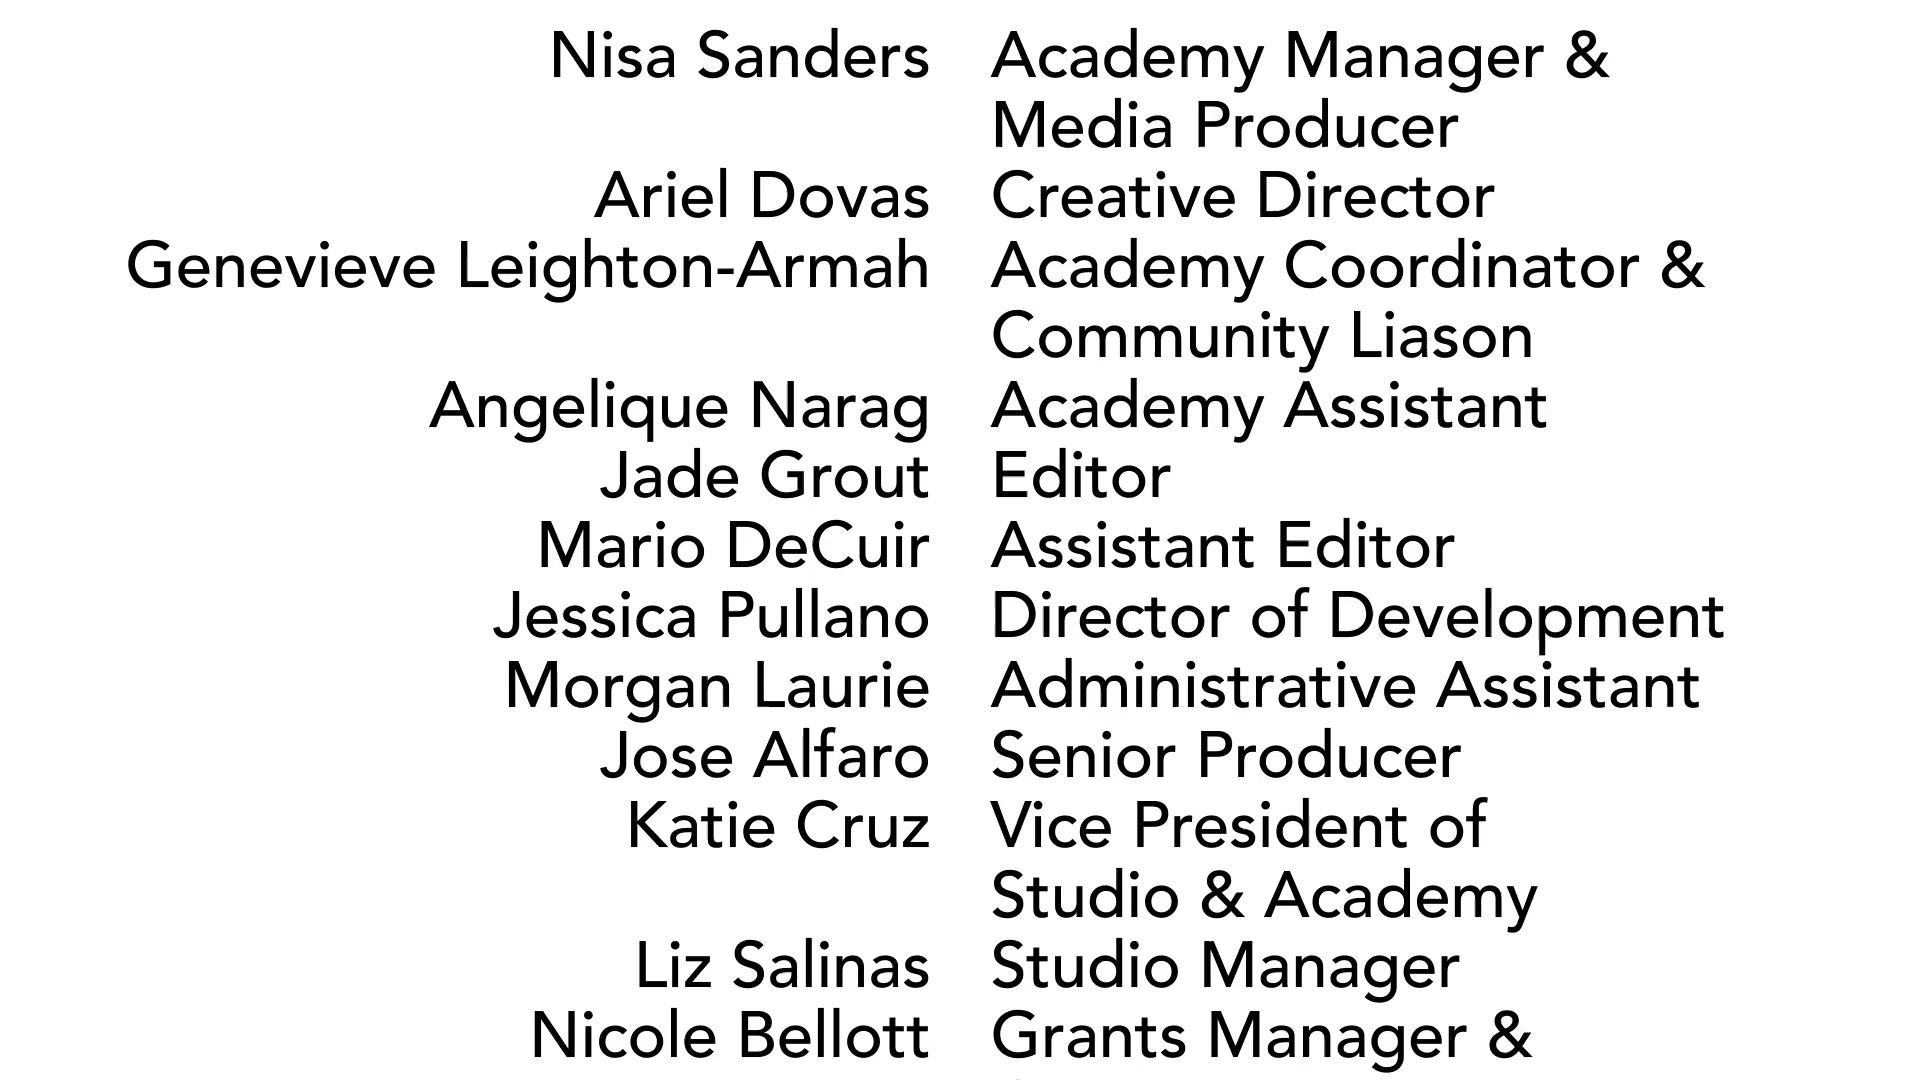 Nisa Sanders Academy Manager &
Media Producer
Ariel Dovas Creative Director
Genevieve Leighton-Armah Academy Coordinator &
Community Liason
Angelique Narag Academy Assistant
Jade Grout Editor
Mario DeCuir Assistant Editor
Jessica Pullano Director of Development
Morgan Laurie Administrative Assistant
Jose Alfaro Senior Producer
Katie Cruz Vice President of
Studio & Academy
Liz Salinas Studio Manager
Nicole Bellott Grants Manager &